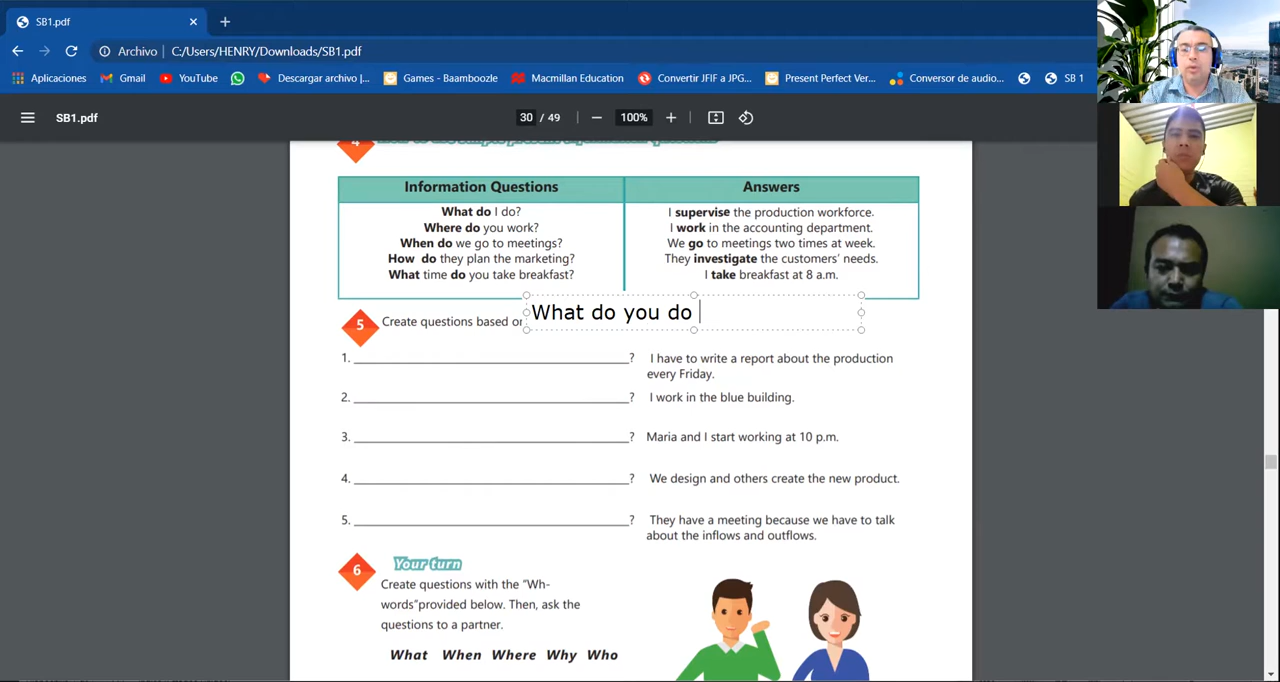 SB1.pdf
Archivo C:/Users/HENRY/Downloads/SB1.pdf
Aplicaciones Gmail YouTube Descargar archivo |... Games - Baamboozle Macmillan Education Convertir JFIF a JPG... Present Perfect Ver... Conversor de audio... SB 1
SB1.pdf 30 / 49 100%
4
Information Questions Answers
What do I do? I supervise the production workforce.
Where do you work? I work in the accounting department.
When do we go to meetings? We go to meetings two times at week.
How do they plan the marketing? They investigate the customers' needs.
What time do you take breakfast? I take breakfast at 8 a.m.
What do you do
5 Create questions based on
1. ______________________________? I have to write a report about the production
every Friday.
2. ______________________________? I work in the blue building.
3. ______________________________? Maria and I start working at 10 p.m.
4. ______________________________? We design and others create the new product.
5. ______________________________? They have a meeting because we have to talk
about the inflows and outflows.
6 Your turn
Create questions with the "Wh-
words"provided below. Then, ask the
questions to a partner.
What When Where Why Who